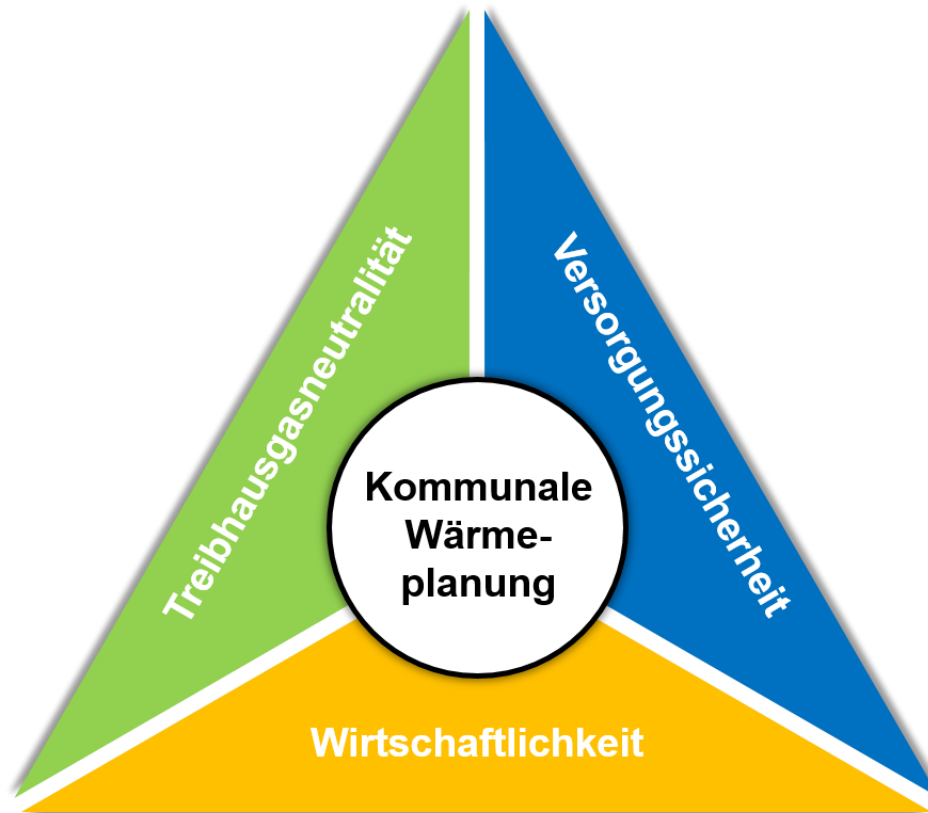 Treibhausgasneutralität
Versorgungssicherheit
Kommunale
Wärme-
planung
Wirtschaftlichkeit